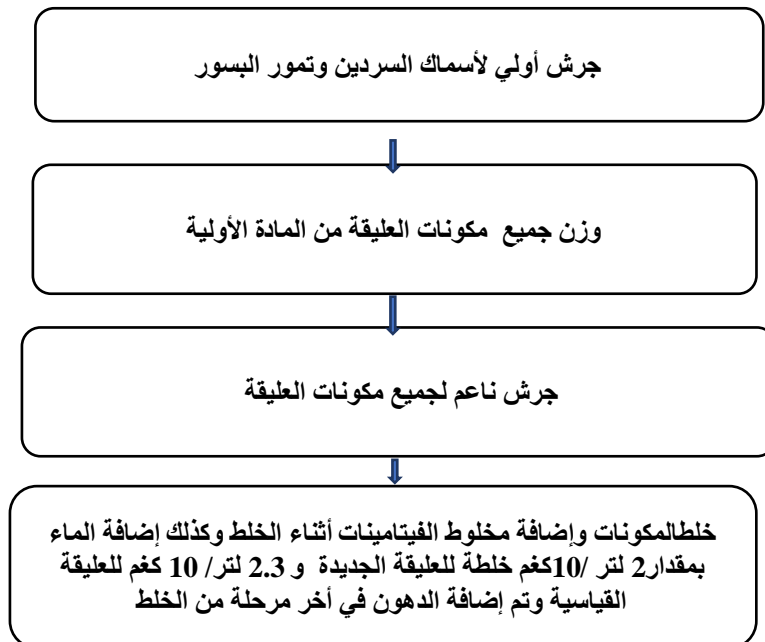 جرش أولي لأسماك السردين وتمور البسور
وزن جميع مكونات العليقة من المادة الأولية
جرش ناعم لجميع مكونات العليقة
خلطالمكونات وإضافة مخلوط الفيتامينات أثناء الخلط وكذلك إضافة الماء
بمقدار2 لتر /10كغم خلطة للعليقة الجديدة و 2.3 لتر/ 10 كغم للعليقة
القياسية وتم إضافة الدهون في أخر مرحلة من الخلط